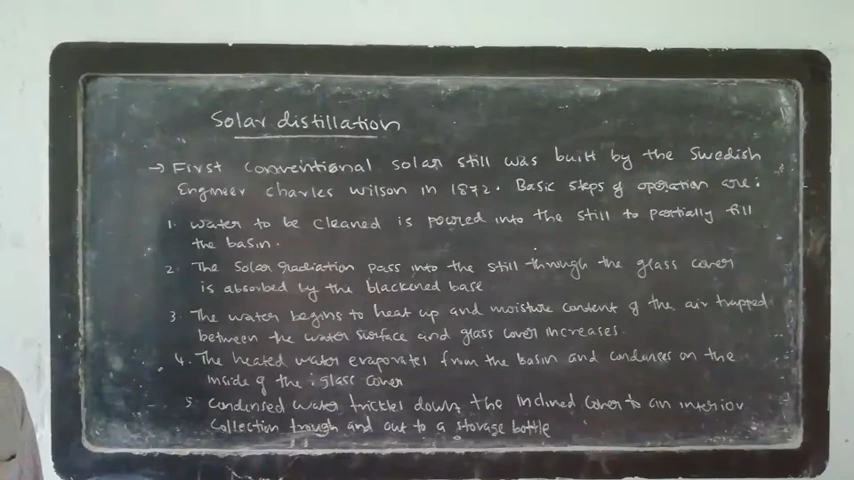 Solar distillation
→ First conventional solar still was built by the Swedish
Engineer charles wilson in 1872. Basic steps of operation are:
1. water to be cleaned is poured into the still to partially fill
the basin.
2. The Solar radiation pass into the still through the glass cover
is absorbed by the blackened base
3. The water begins to heat up and moisture content of the air trapped
between the water surface and glass cover increases.
4. The heated water evaporates from the basin and condenses on the
inside of the glass cover
5 condensed water trickles down the inclined cover to an interior
collection trough and out to a storage bottle